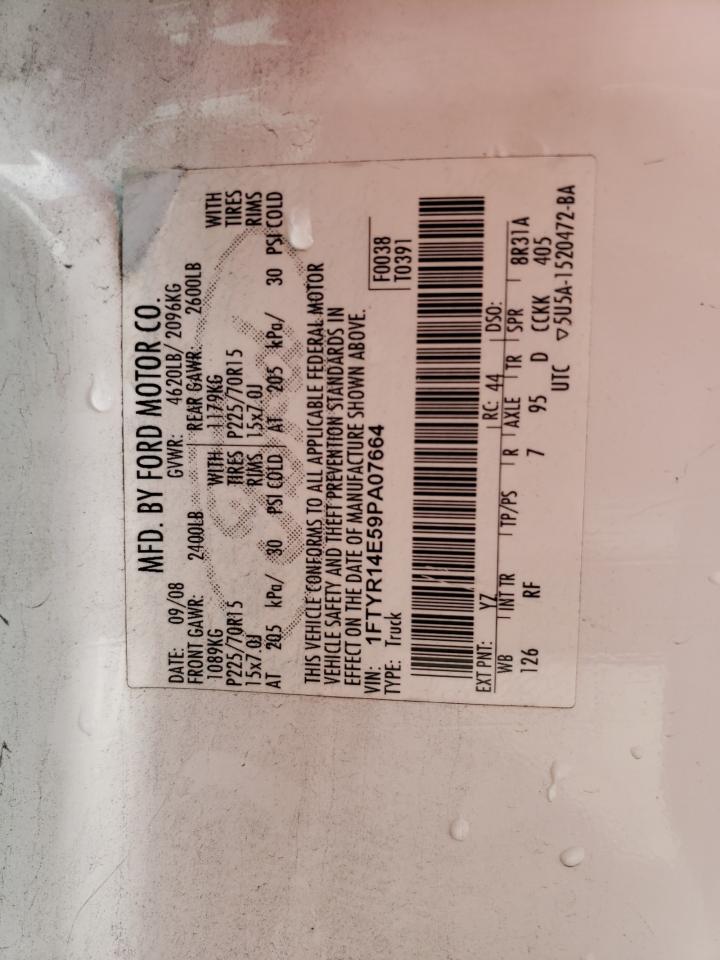 MFD. BY FORD MOTOR CO.
DATE: 09/08 GVWR: 4620LB/ 2096KG
FRONT GAWR: 2400LB REAR GAWR: 2600LB
1089KG WITH 1179KG WITH
P225/70R15 TIRES P225/70R15 TIRES
15x7.0J RIMS 15x7.0J RIMS
AT 205 kPa/ 30 PSI COLD AT 205 kPa/ 30 PSI COLD
THIS VEHICLE CONFORMS TO ALL APPLICABLE FEDERAL MOTOR
VEHICLE SAFETY AND THEFT PREVENTION STANDARDS IN
EFFECT ON THE DATE OF MANUFACTURE SHOWN ABOVE.
VIN: 1FTYR14E59PA07664 F0038
TYPE: Truck T0391
EXT PNT: YZ RC: 44 DSO:
WB INT TR TP/PS R AXLE TR SPR 8R31A
126 RF 7 95 D CCKK 405
UTC ▽5U5A-1520472-BA